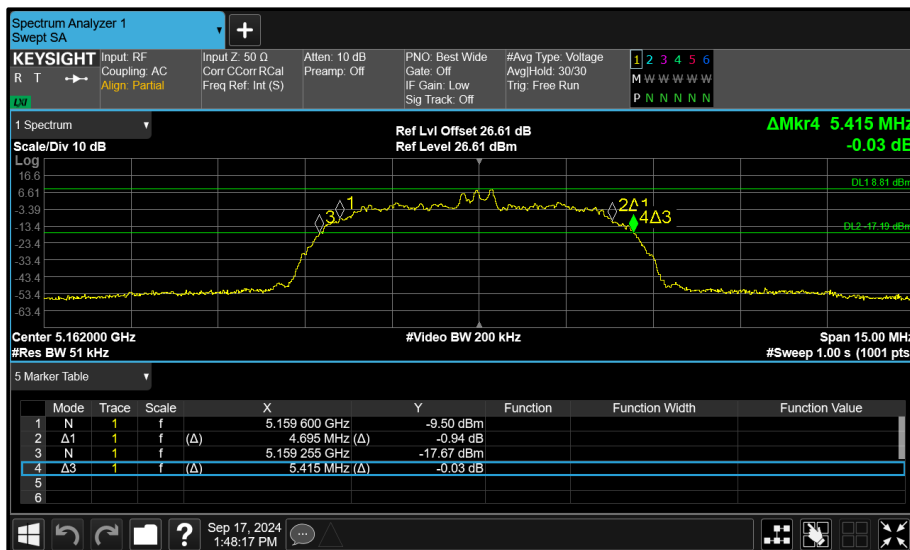 Spectrum Analyzer 1
Swept SA
KEYSIGHT
R T
LXI
Input: RF
Coupling: AC
Align: Partial
Input Z: 50 Ω
Corr CCorr RCal
Freq Ref: Int (S)
Atten: 10 dB
Preamp: Off
PNO: Best Wide
Gate: Off
IF Gain: Low
Sig Track: Off
#Avg Type: Voltage
Avg|Hold: 30/30
Trig: Free Run
1 2 3 4 5 6
M W W W W W
P N N N N N
1 Spectrum
Scale/Div 10 dB
Ref Lvl Offset 26.61 dB
Ref Level 26.61 dBm
ΔMkr4 5.415 MHz
-0.03 dB
Log
16.6
6.61
-3.39
-13.4
-23.4
-33.4
-43.4
-53.4
-63.4
DL1 8.81 dBm
DL2 -17.19 dBm
1
3
2Δ1
4Δ3
Center 5.162000 GHz
#Res BW 51 kHz
#Video BW 200 kHz
Span 15.00 MHz
#Sweep 1.00 s (1001 pts
5 Marker Table
Mode Trace Scale X Y Function Function Width Function Value
1 N 1 f 5.159 600 GHz -9.50 dBm
2 Δ1 1 f (Δ) 4.695 MHz (Δ) -0.94 dB
3 N 1 f 5.159 255 GHz -17.67 dBm
4 Δ3 1 f (Δ) 5.415 MHz (Δ) -0.03 dB
5
6
?
Sep 17, 2024
1:48:17 PM